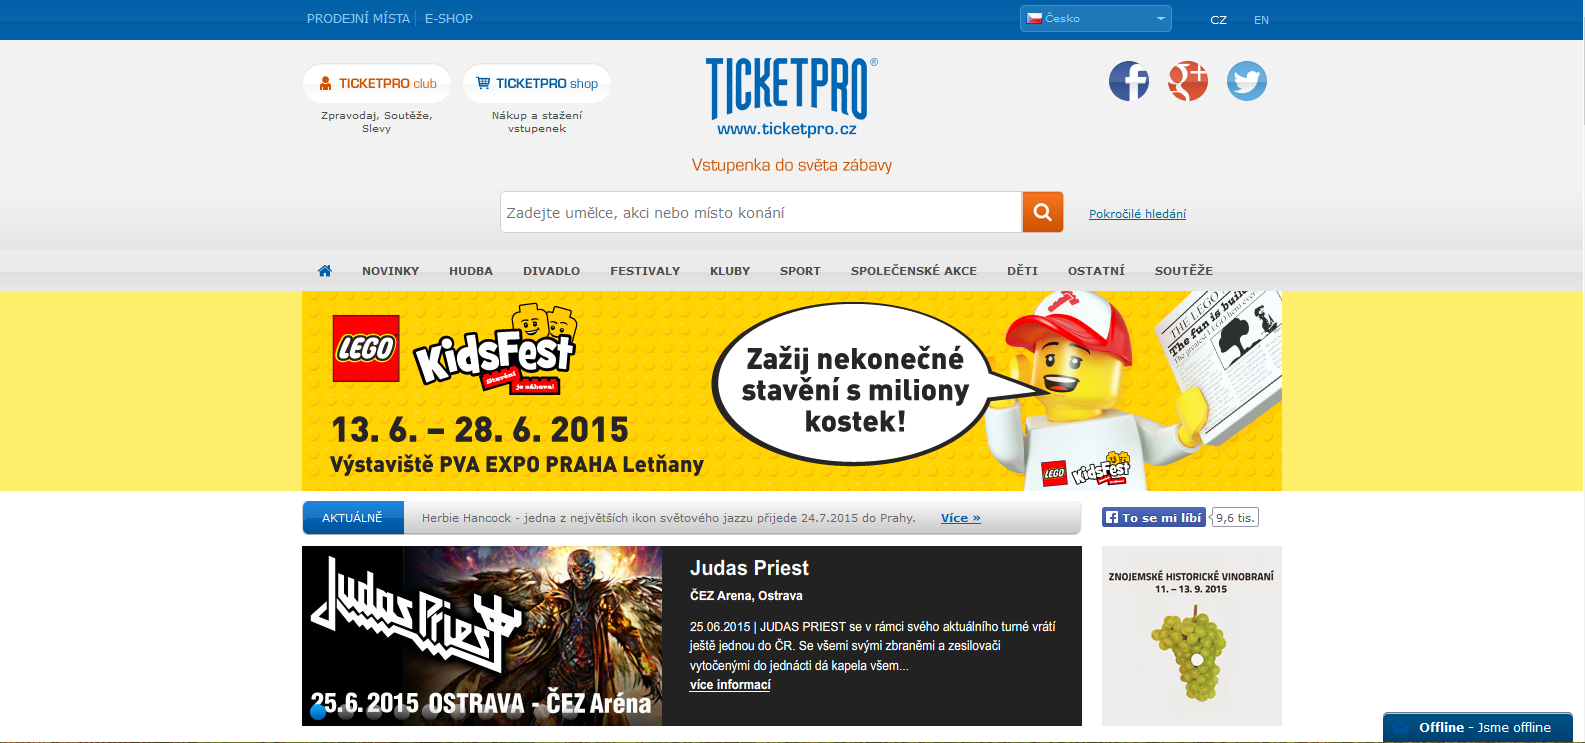 PRODEJNÍ MÍSTA
E-SHOP
Česko
CZ
EN
TICKETPRO club
Zpravodaj, Soutěže,
Slevy
TICKETPRO shop
Nákup a stažení
vstupenek
TICKETPRO®
www.ticketpro.cz
Vstupenka do světa zábavy
Zadejte umělce, akci nebo místo konání
Pokročilé hledání
NOVINKY
HUDBA
DIVADLO
FESTIVALY
KLUBY
SPORT
SPOLEČENSKÉ AKCE
DĚTI
OSTATNÍ
SOUTĚŽE
LEGO
KidsFest
Stavění
je zábava!
13. 6. – 28. 6. 2015
Výstaviště PVA EXPO PRAHA Letňany
Zažij nekonečné
stavění s miliony
kostek!
THE LEGO
The fun is
LEGO
KidsFest
AKTUÁLNĚ
Herbie Hancock - jedna z největších ikon světového jazzu přijede 24.7.2015 do Prahy.
Více »
To se mi líbí
9,6 tis.
Judas Priest
25.6.2015 OSTRAVA - ČEZ Aréna
Judas Priest
ČEZ Arena, Ostrava
25.06.2015 | JUDAS PRIEST se v rámci svého aktuálního turné vrátí
ještě jednou do ČR. Se všemi svými zbraněmi a zesilovači
vytočenými do jednácti dá kapela všem...
více informací
ZNOJEMSKÉ HISTORICKÉ VINOBRANÍ
11. – 13. 9. 2015
Offline - Jsme offline